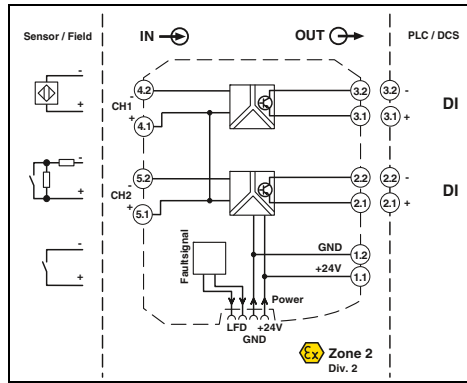 Sensor / Field
IN
OUT
PLC / DCS
-
+
4.2
-
CH1
+
4.1
3.2
3.1
3.2 -
3.1 +
DI
-
+
5.2
-
CH2
+
5.1
2.2
2.1
2.2 -
2.1 +
DI
-
+
Faultsignal
GND
1.2
+24V
1.1
Power
LFD +24V
GND
Ex Zone 2
Div. 2